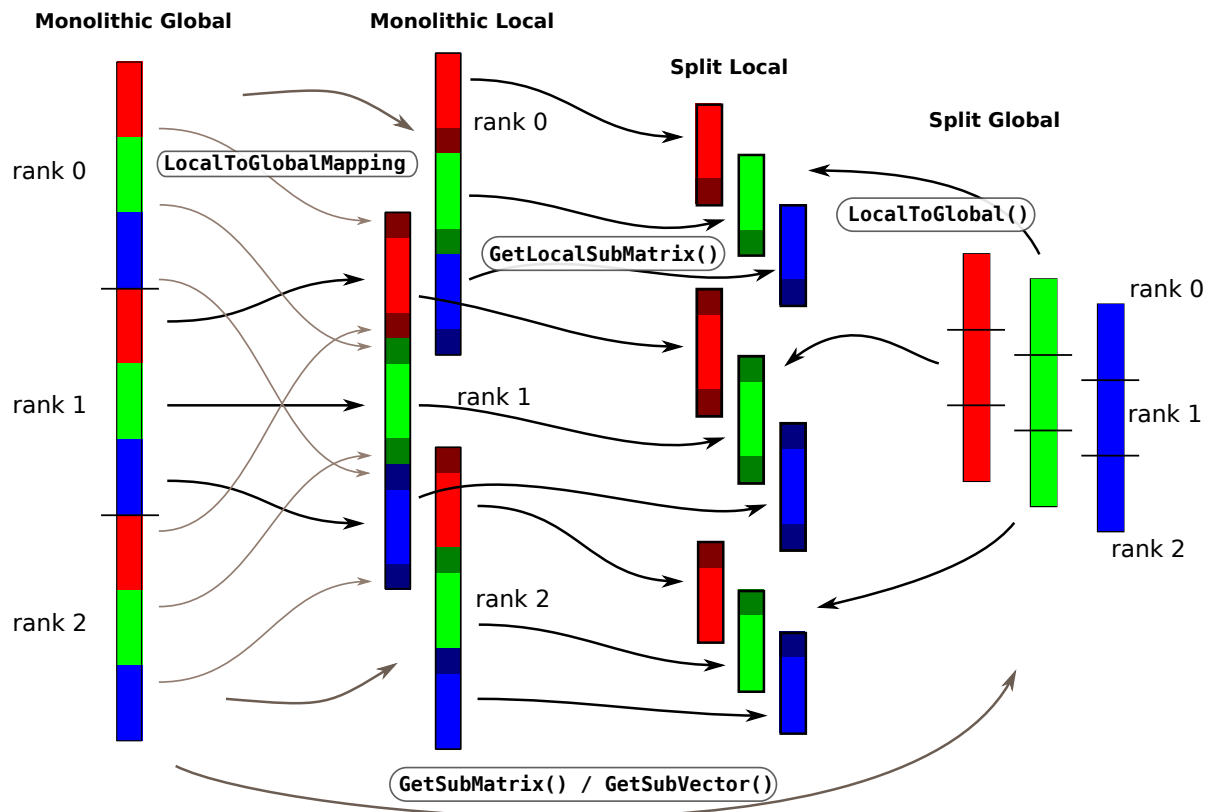 Monolithic Global
Monolithic Local
Split Local
Split Global
rank 0
rank 0
LocalToGlobalMapping
LocalToGlobal()
GetLocalSubMatrix()
rank 0
rank 1
rank 1
rank 1
rank 2
rank 2
rank 2
GetSubMatrix() / GetSubVector()